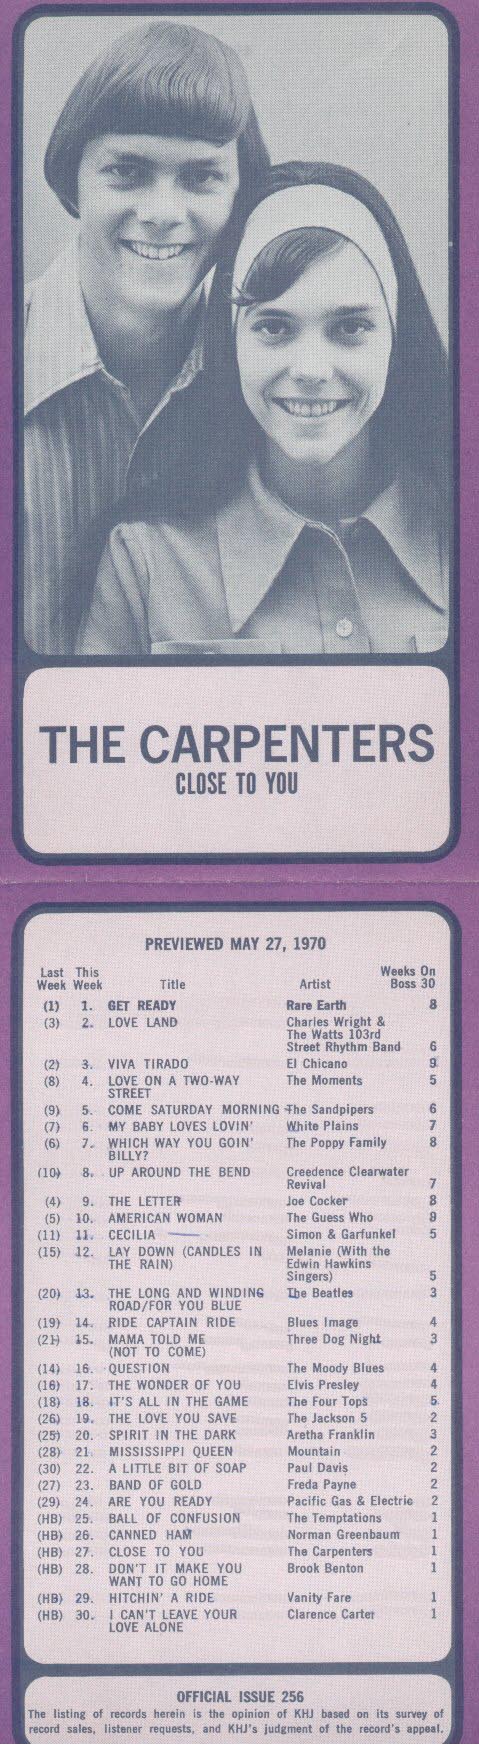 THE CARPENTERS
CLOSE TO YOU
PREVIEWED MAY 27, 1970
Last Week This Week Title Artist Weeks On Boss 30
(1) 1. GET READY Rare Earth 8
(3) 2. LOVE LAND Charles Wright &
The Watts 103rd
Street Rhythm Band 6
(2) 3. VIVA TIRADO El Chicano 9
(8) 4. LOVE ON A TWO-WAY The Moments 5
STREET
(9) 5. COME SATURDAY MORNING The Sandpipers 6
(7) 6. MY BABY LOVES LOVIN' White Plains 7
(6) 7. WHICH WAY YOU GOIN' The Poppy Family 8
BILLY?
(10) 8. UP AROUND THE BEND Creedence Clearwater
Revival 7
(4) 9. THE LETTER Joe Cocker 8
(5) 10. AMERICAN WOMAN The Guess Who 9
(11) 11. CECILIA Simon & Garfunkel 5
(15) 12. LAY DOWN (CANDLES IN Melanie (With the
THE RAIN) Edwin Hawkins
Singers) 5
(20) 13. THE LONG AND WINDING The Beatles 3
ROAD/FOR YOU BLUE
(19) 14. RIDE CAPTAIN RIDE Blues Image 4
(21) 15. MAMA TOLD ME Three Dog Night 3
(NOT TO COME)
(14) 16. QUESTION The Moody Blues 4
(16) 17. THE WONDER OF YOU Elvis Presley 4
(18) 18. IT'S ALL IN THE GAME The Four Tops 5
(26) 19. THE LOVE YOU SAVE The Jackson 5 2
(25) 20. SPIRIT IN THE DARK Aretha Franklin 3
(28) 21. MISSISSIPPI QUEEN Mountain 2
(30) 22. A LITTLE BIT OF SOAP Paul Davis 2
(27) 23. BAND OF GOLD Freda Payne 2
(29) 24. ARE YOU READY Pacific Gas & Electric 2
(HB) 25. BALL OF CONFUSION The Temptations 1
(HB) 26. CANNED HAM Norman Greenbaum 1
(HB) 27. CLOSE TO YOU The Carpenters 1
(HB) 28. DON'T IT MAKE YOU Brook Benton 1
WANT TO GO HOME
(HB) 29. HITCHIN' A RIDE Vanity Fare 1
(HB) 30. I CAN'T LEAVE YOUR Clarence Carter 1
LOVE ALONE
OFFICIAL ISSUE 256
The listing of records herein is the opinion of KHJ based on its survey of
record sales, listener requests, and KHJ's judgment of the record's appeal.